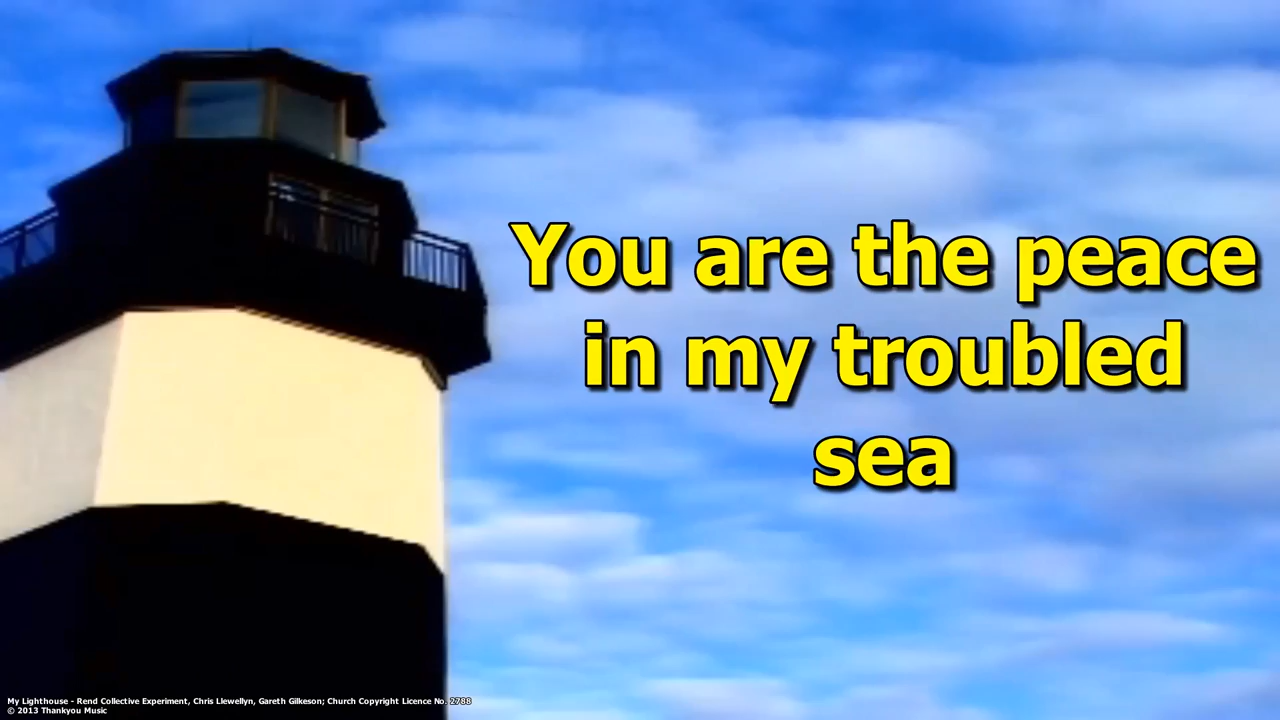 You are the peace
in my troubled
sea
My Lighthouse - Rend Collective Experiment, Chris Llewellyn, Gareth Gilkeson; Church Copyright Licence No. 2788
© 2013 Thankyou Music